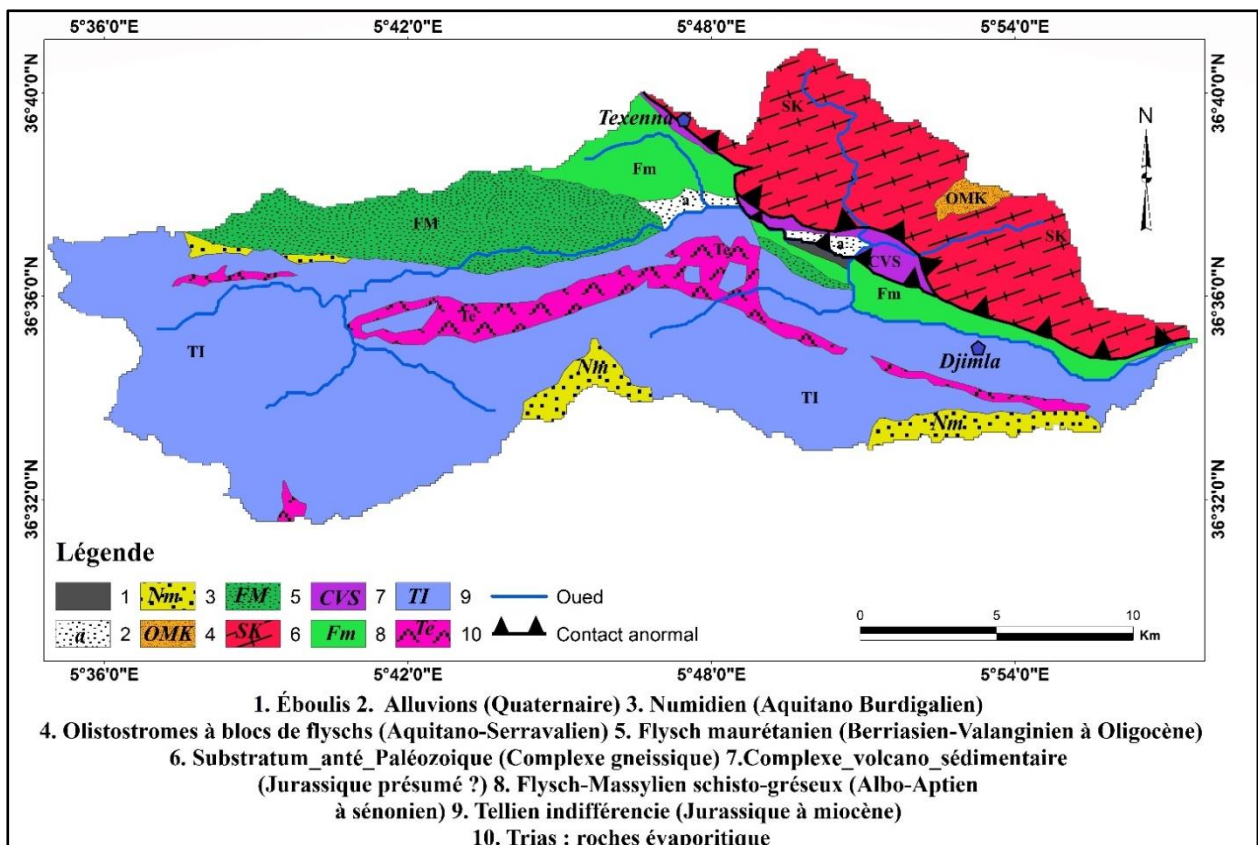 5°36'0"E 5°42'0"E 5°48'0"E 5°54'0"E
36°40'0"N 36°40'0"N
SK
Texenna
N
Fm
a
OMK
FM
SK
a
Te
CVS
36°36'0"N 36°36'0"N
Fm
Te
TI
Djimla
Nm
TI
Nm
36°32'0"N 36°32'0"N
Légende
1 Nm 3 FM 5 CVS 7 TI 9 Oued
a 2 OMK 4 SK 6 Fm 8 Te 10 Contact anormal
0 5 10
Km
5°36'0"E 5°42'0"E 5°48'0"E 5°54'0"E
1. Éboulis 2. Alluvions (Quaternaire) 3. Numidien (Aquitano Burdigalien)
4. Olistostromes à blocs de flyschs (Aquitano-Serravalien) 5. Flysch maurétanien (Berriasien-Valanginien à Oligocène)
6. Substratum_anté_Paléozoique (Complexe gneissique) 7.Complexe_volcano_sédimentaire
(Jurassique présumé ?) 8. Flysch-Massylien schisto-gréseux (Albo-Aptien
à sénonien) 9. Tellien indifférencie (Jurassique à miocène)
10. Trias : roches évaporitique